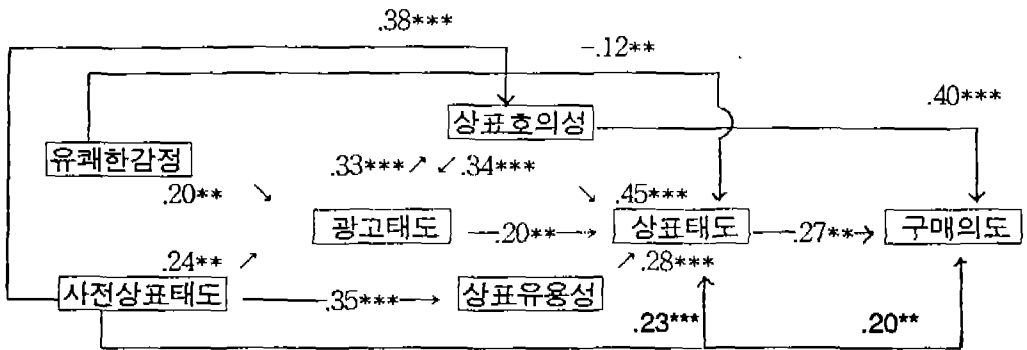 .38***
-.12**
.40***
상표호의성
유쾌한감정
.33*** ↗ ↙ .34***
.20** ↘ ↘ .45***
광고태도 .20** → 상표태도 .27** → 구매의도
.24** ↗ ↗ .28***
사전상표태도 .35*** → 상표유용성
.23*** .20**